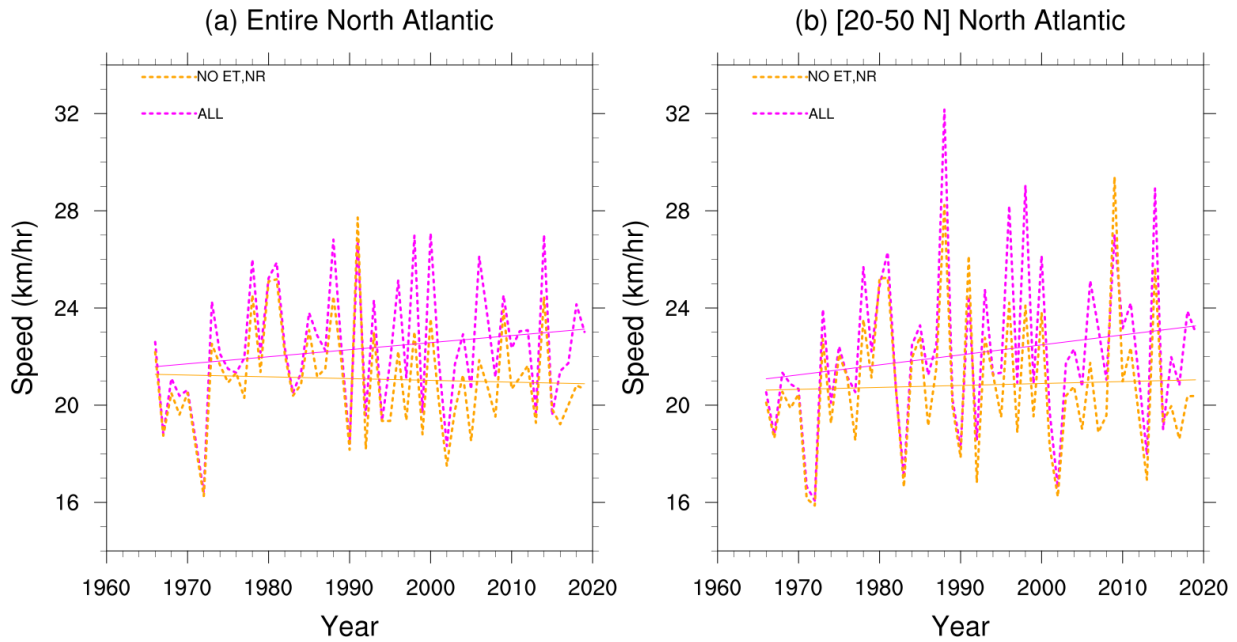 (a) Entire North Atlantic
NO ET,NR
ALL
32
28
24
20
16
Speed (km/hr)
1960 1970 1980 1990 2000 2010 2020
Year
(b) [20-50 N] North Atlantic
NO ET,NR
ALL
32
28
24
20
16
Speed (km/hr)
1960 1970 1980 1990 2000 2010 2020
Year